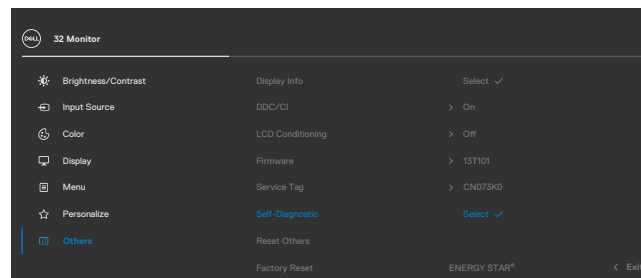 DELL 32 Monitor
Brightness/Contrast Display Info Select ✓
Input Source DDC/CI > On
Color LCD Conditioning > Off
Display Firmware > 13T101
Menu Service Tag > CN073K0
Personalize Self-Diagnostic Select ✓
Others Reset Others
Factory Reset ENERGY STAR® < Exit